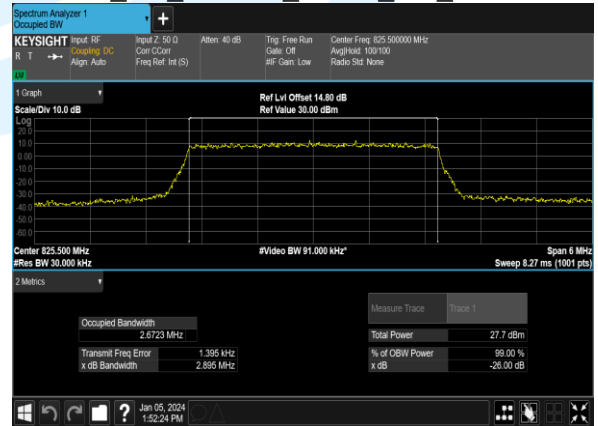 Spectrum Analyzer 1
Occupied BW
+
KEYSIGHT
R T
LV
Input: RF
Coupling: DC
Align: Auto
Input Z: 50 Ω
Corr CCorr
Freq Ref: Int (S)
Atten: 40 dB
Trig: Free Run
Gate: Off
#IF Gain: Low
Center Freq: 825.500000 MHz
Avg|Hold: 100/100
Radio Std: None
1 Graph
Scale/Div 10.0 dB
Ref Lvl Offset 14.80 dB
Ref Value 30.00 dBm
Log
20.0
10.0
0.00
-10.0
-20.0
-30.0
-40.0
-50.0
-60.0
Center 825.500 MHz
#Res BW 30.000 kHz
#Video BW 91.000 kHz*
Span 6 MHz
Sweep 8.27 ms (1001 pts)
2 Metrics
Measure Trace
Trace 1
Occupied Bandwidth
2.6723 MHz
Total Power
27.7 dBm
Transmit Freq Error
1.395 kHz
% of OBW Power
99.00 %
x dB Bandwidth
2.895 MHz
x dB
-26.00 dB
?
Jan 05, 2024
1:52:24 PM